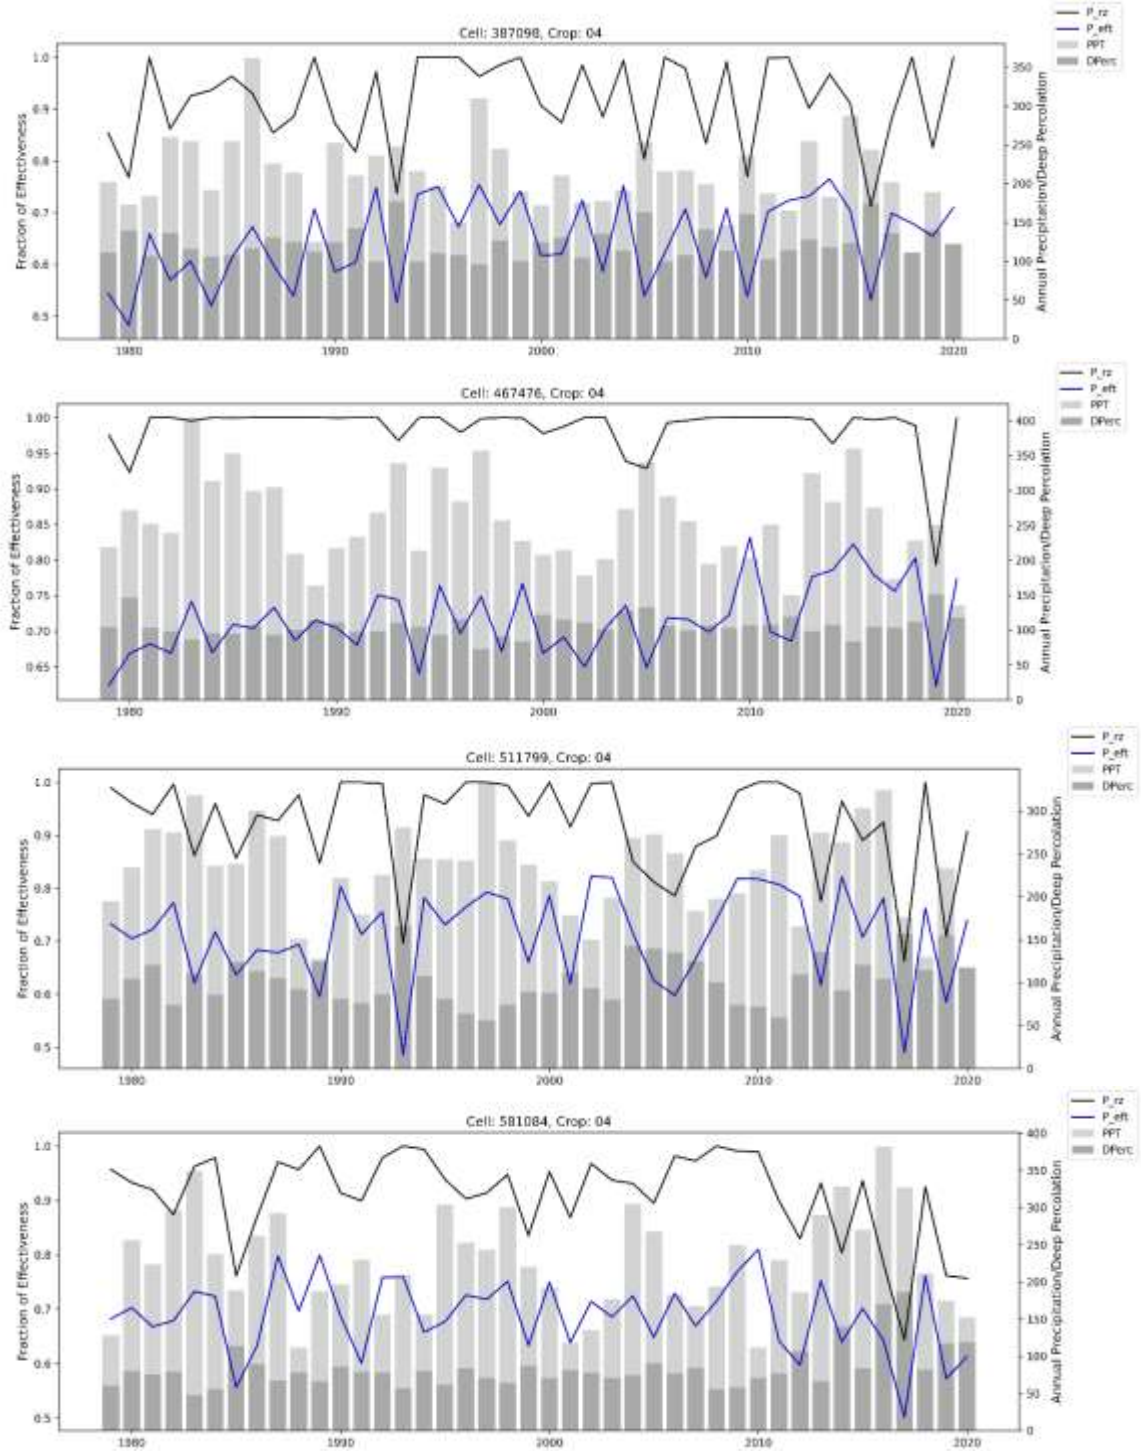 Cell: 387098, Crop: 04
P_rz
P_eft
PPT
DPerc
1.0
0.9
0.8
0.7
0.6
0.5
Fraction of Effectiveness
350
300
250
200
150
100
50
0
Annual Precipitation/Deep Percolation
1980
1990
2000
2010
2020
Cell: 467476, Crop: 04
P_rz
P_eft
PPT
DPerc
1.00
0.95
0.90
0.85
0.80
0.75
0.70
0.65
Fraction of Effectiveness
400
350
300
250
200
150
100
50
0
Annual Precipitation/Deep Percolation
1980
1990
2000
2010
2020
Cell: 511799, Crop: 04
P_rz
P_eft
PPT
DPerc
1.0
0.9
0.8
0.7
0.6
0.5
Fraction of Effectiveness
300
250
200
150
100
50
0
Annual Precipitation/Deep Percolation
1980
1990
2000
2010
2020
Cell: 581084, Crop: 04
P_rz
P_eft
PPT
DPerc
1.0
0.9
0.8
0.7
0.6
0.5
Fraction of Effectiveness
400
350
300
250
200
150
100
50
0
Annual Precipitation/Deep Percolation
1980
1990
2000
2010
2020